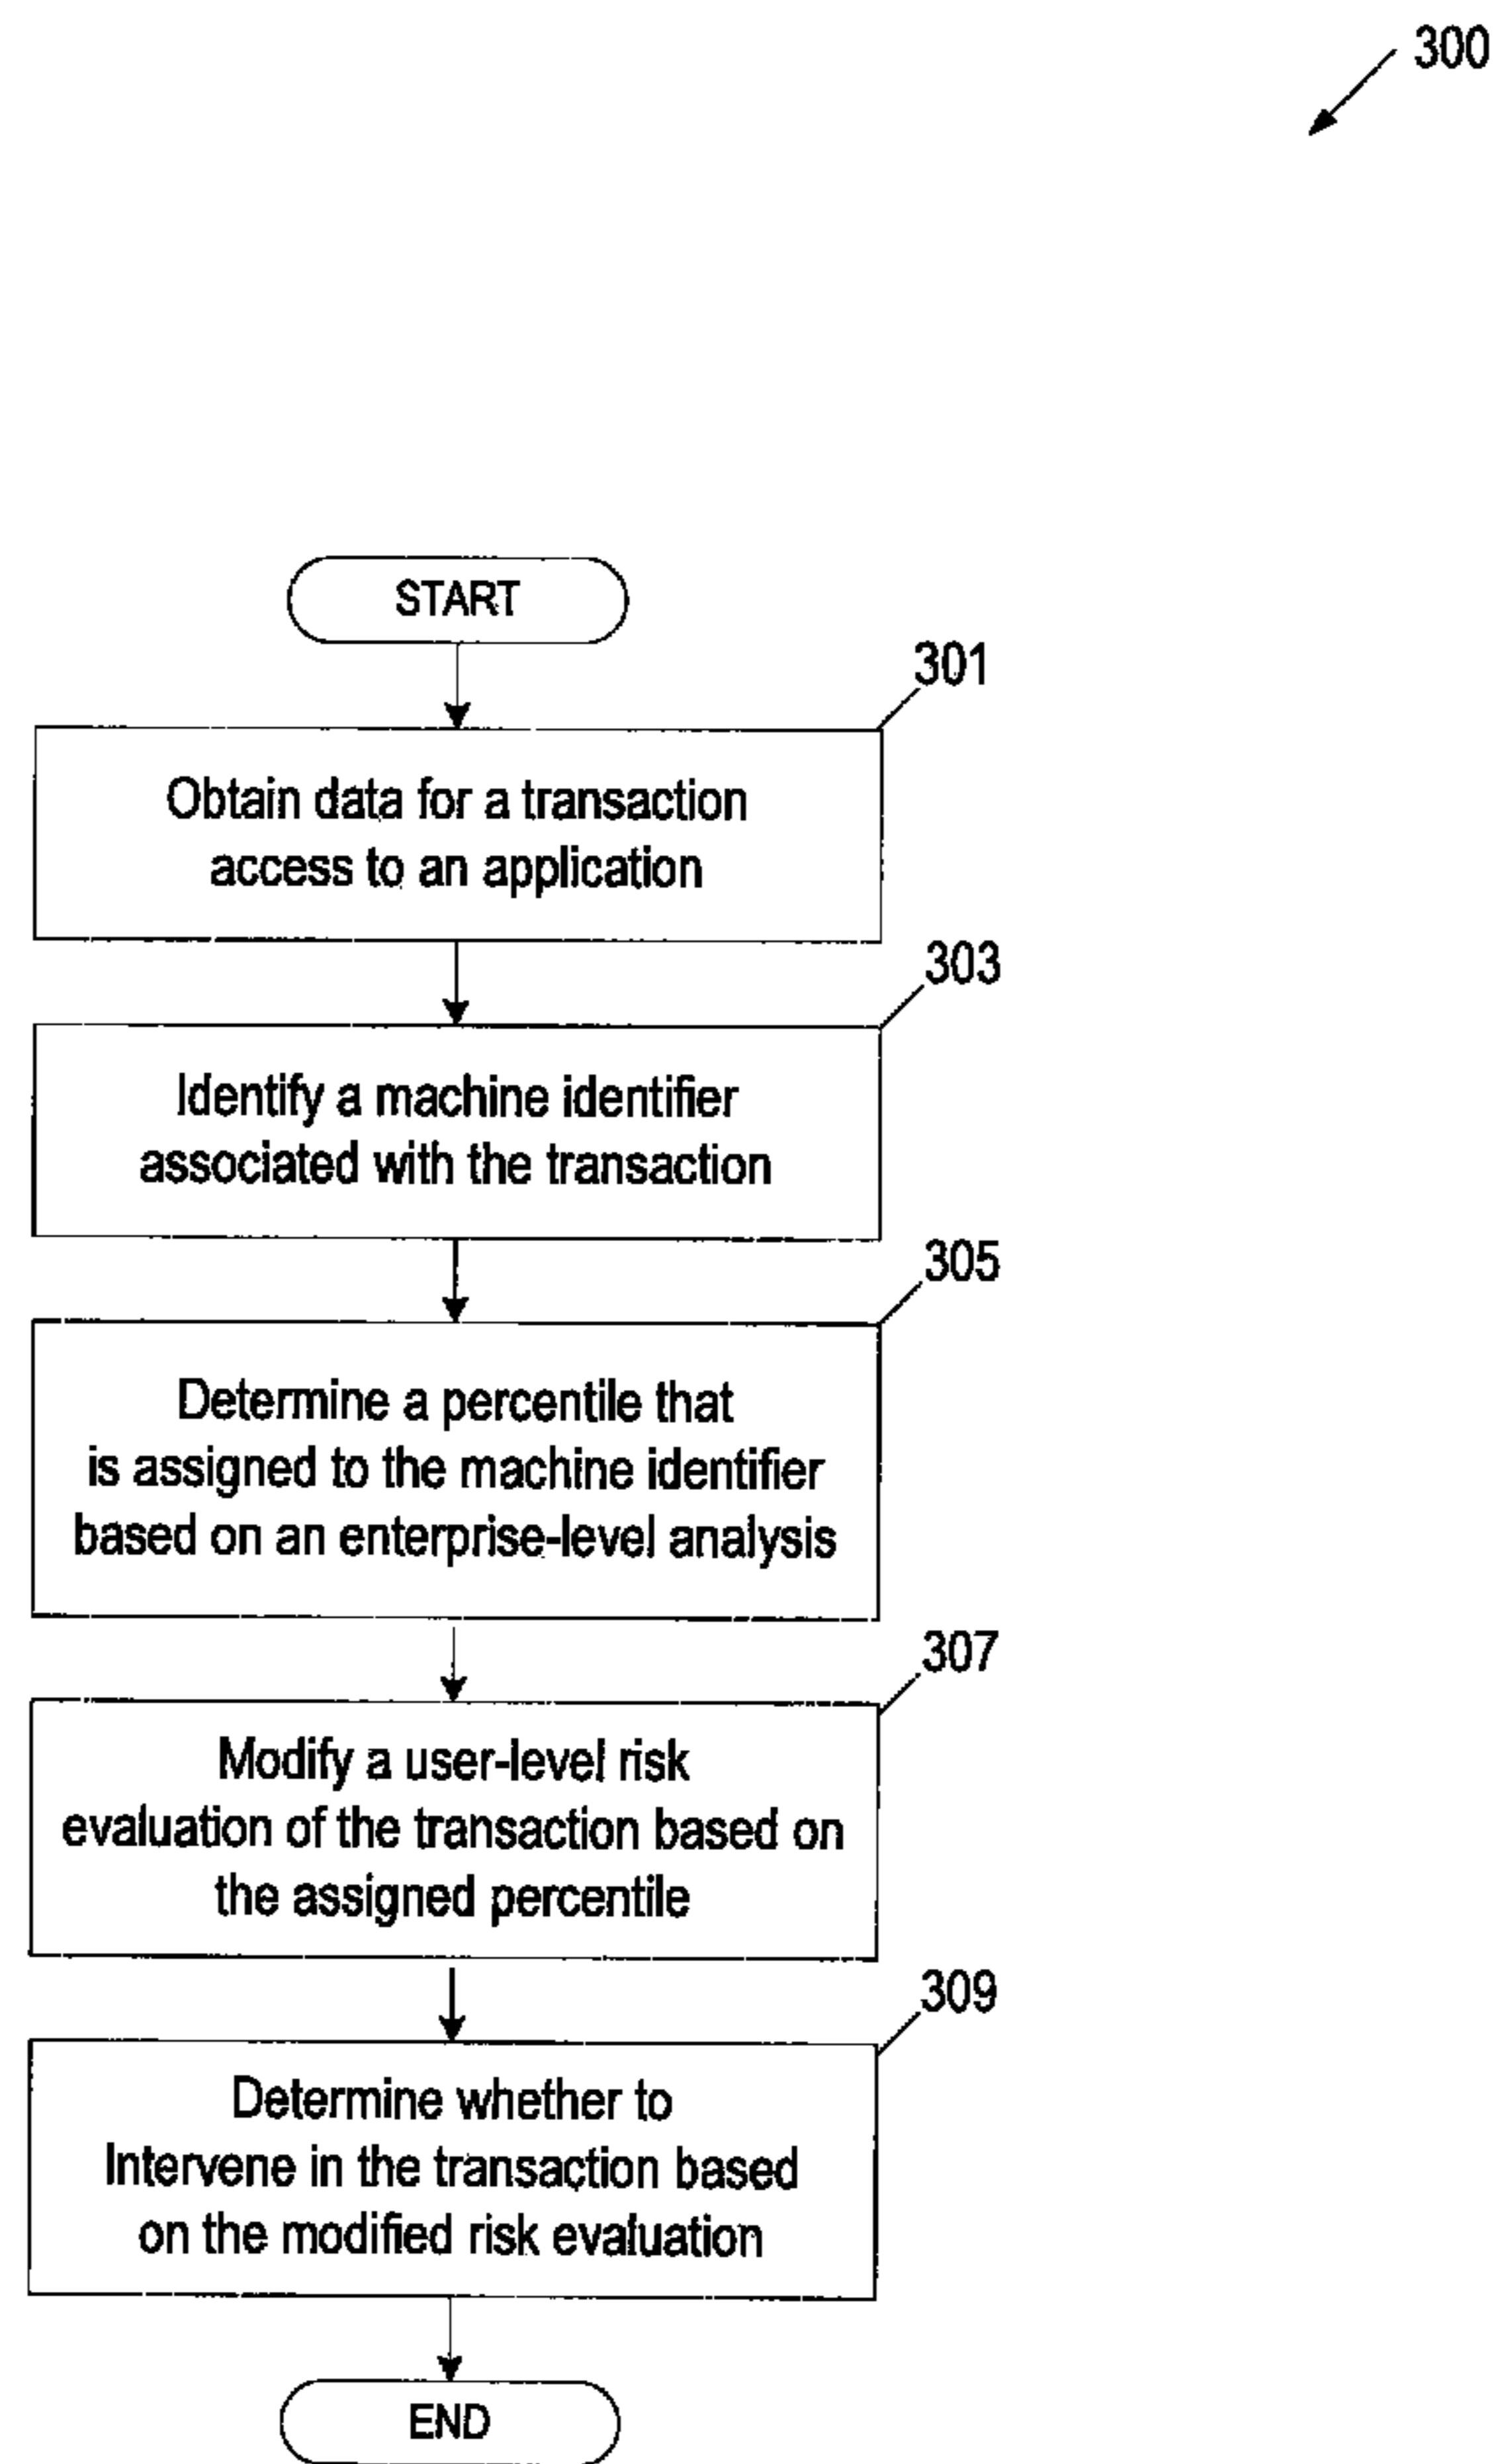 300
START
301
Obtain data for a transaction
access to an application
303
Identify a machine identifier
associated with the transaction
305
Determine a percentile that
is assigned to the machine identifier
based on an enterprise-level analysis
307
Modify a user-level risk
evaluation of the transaction based on
the assigned percentile
309
Determine whether to
Intervene in the transaction based
on the modified risk evaluation
END